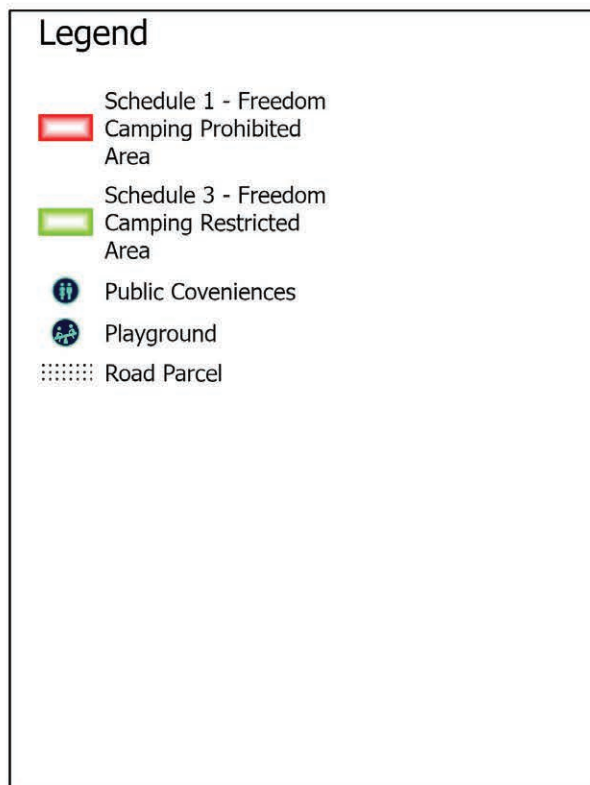 Legend
Schedule 1 - Freedom
Camping Prohibited
Area
Schedule 3 - Freedom
Camping Restricted
Area
Public Coveniences
Playground
Road Parcel